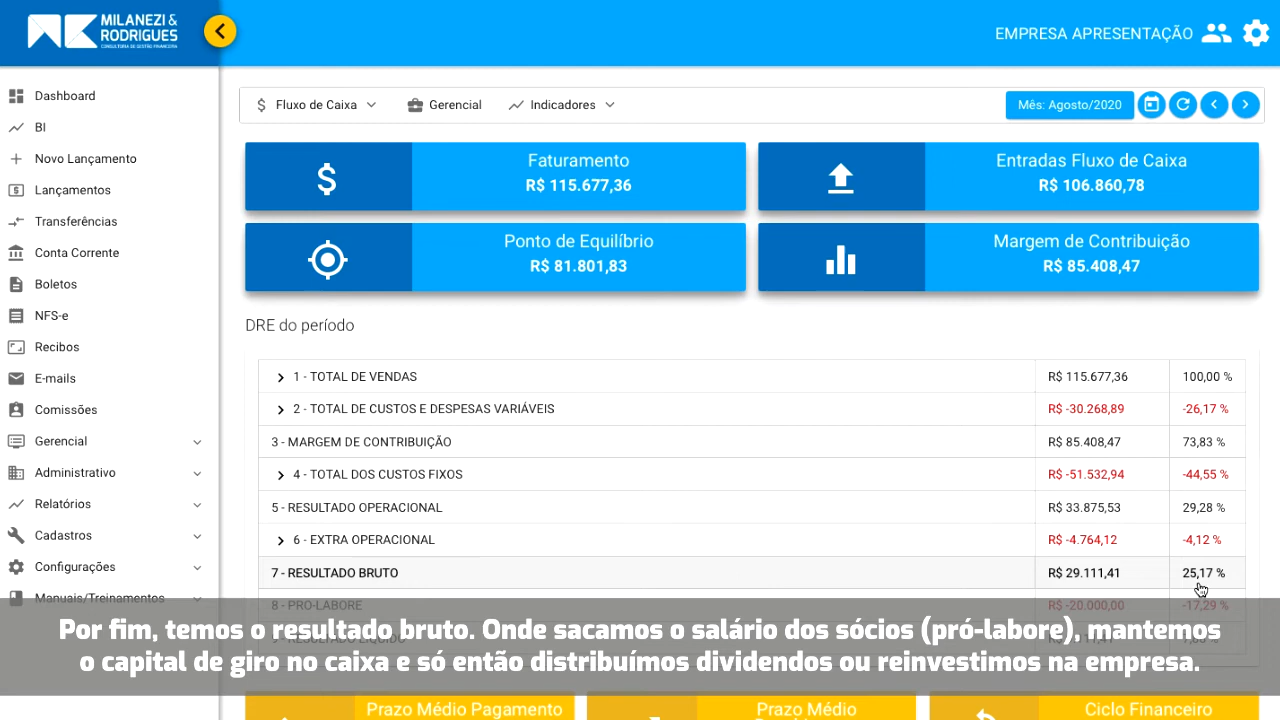 MILANEZI &
RODRIGUES
CONSULTORIA DE GESTÃO FINANCEIRA
EMPRESA APRESENTAÇÃO
Dashboard
BI
Novo Lançamento
Lançamentos
Transferências
Conta Corrente
Boletos
NFS-e
Recibos
E-mails
Comissões
Gerencial
Administrativo
Relatórios
Cadastros
Configurações
Manuais/Treinamentos
Fluxo de Caixa
Gerencial
Indicadores
Mês: Agosto/2020
Faturamento
R$ 115.677,36
Entradas Fluxo de Caixa
R$ 106.860,78
Ponto de Equilíbrio
R$ 81.801,83
Margem de Contribuição
R$ 85.408,47
DRE do período
1 - TOTAL DE VENDAS R$ 115.677,36 100,00 %
2 - TOTAL DE CUSTOS E DESPESAS VARIÁVEIS R$ -30.268,89 -26,17 %
3 - MARGEM DE CONTRIBUIÇÃO R$ 85.408,47 73,83 %
4 - TOTAL DOS CUSTOS FIXOS R$ -51.532,94 -44,55 %
5 - RESULTADO OPERACIONAL R$ 33.875,53 29,28 %
6 - EXTRA OPERACIONAL R$ -4.764,12 -4,12 %
7 - RESULTADO BRUTO R$ 29.111,41 25,17 %
8 - PRO-LABORE R$ -20.000,00 -17,29 %
Por fim, temos o resultado bruto. Onde sacamos o salário dos sócios (pró-labore), mantemos
o capital de giro no caixa e só então distribuímos dividendos ou reinvestimos na empresa.
Prazo Médio Pagamento
Prazo Médio
Ciclo Financeiro